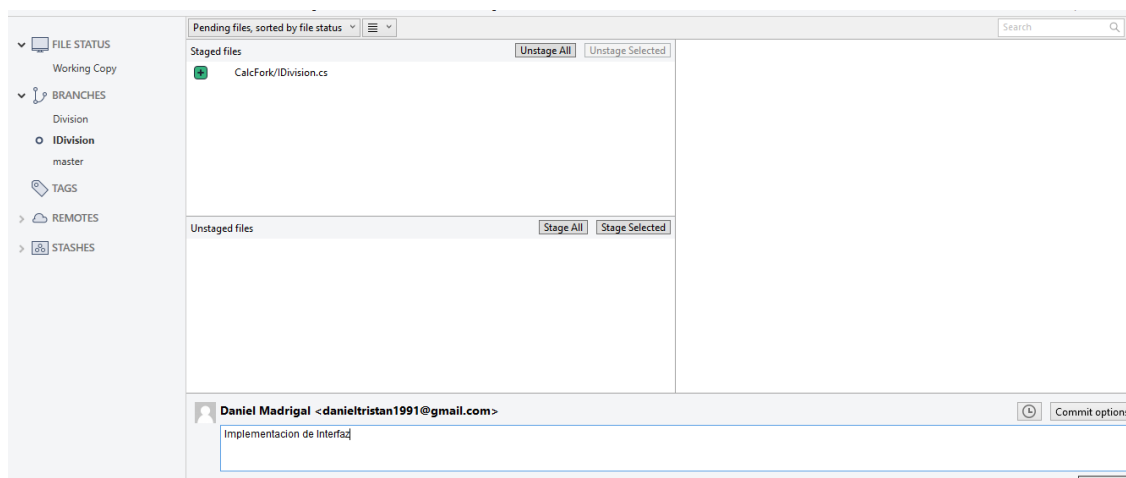 Pending files, sorted by file status
Search
FILE STATUS
Working Copy
BRANCHES
Division
IDivision
master
TAGS
REMOTES
STASHES
Staged files
Unstage All
Unstage Selected
CalcFork/IDivision.cs
Unstaged files
Stage All
Stage Selected
Daniel Madrigal <danieltristan1991@gmail.com>
Commit options
Implementacion de Interfaz